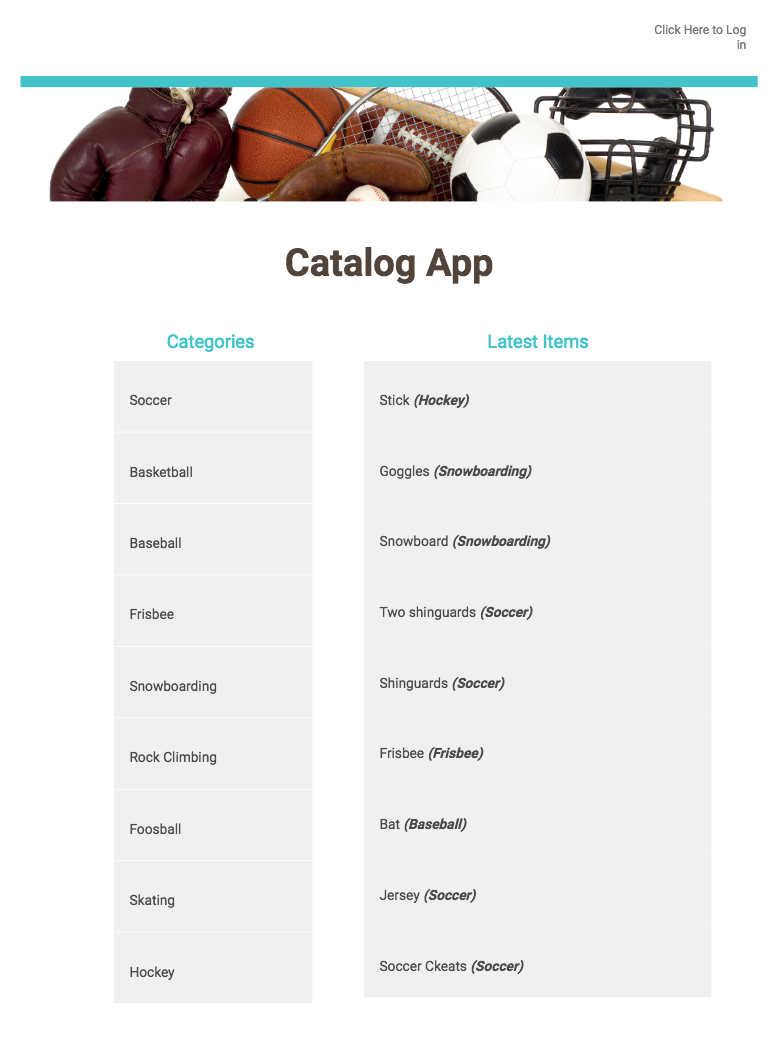 Click Here to Log
in
Catalog App
Categories
Soccer
Basketball
Baseball
Frisbee
Snowboarding
Rock Climbing
Foosball
Skating
Hockey
Latest Items
Stick (Hockey)
Goggles (Snowboarding)
Snowboard (Snowboarding)
Two shinguards (Soccer)
Shinguards (Soccer)
Frisbee (Frisbee)
Bat (Baseball)
Jersey (Soccer)
Soccer Ckeats (Soccer)